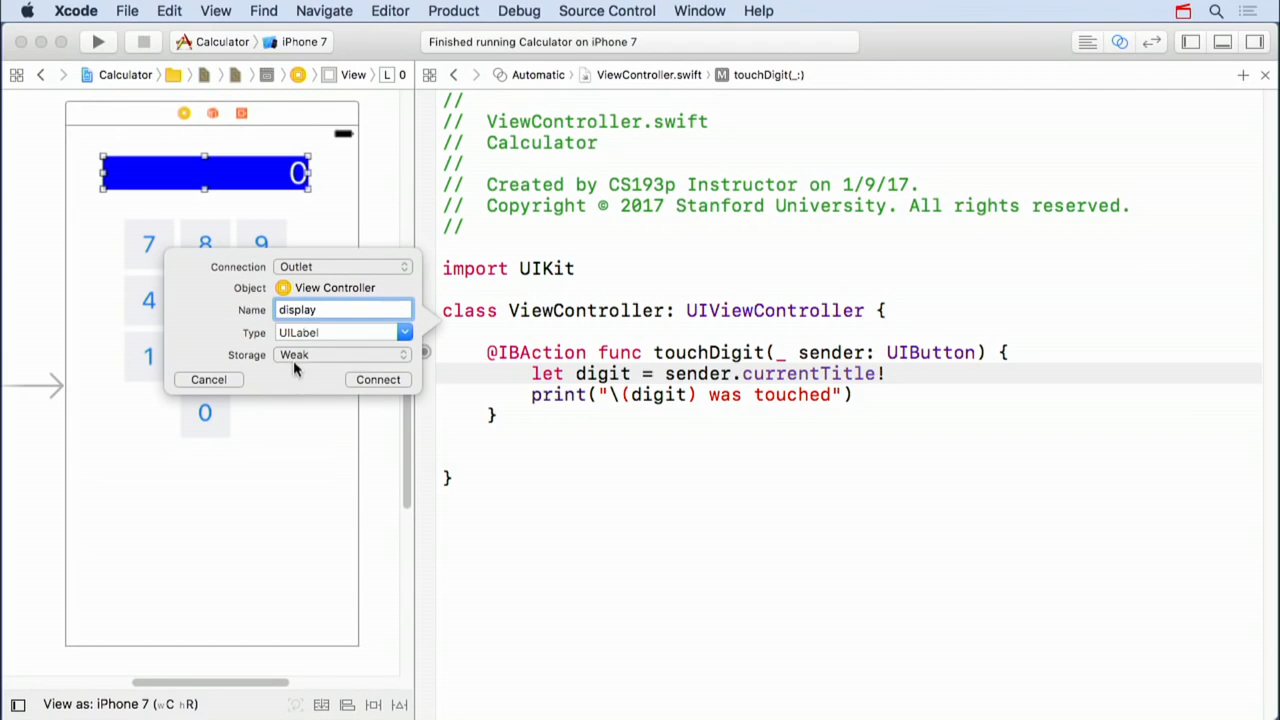 Xcode File Edit View Find Navigate Editor Product Debug Source Control Window Help
Calculator iPhone 7 Finished running Calculator on iPhone 7
Calculator View L 0 Automatic ViewController.swift M touchDigit(_:)
//
// ViewController.swift
// Calculator
//
// Created by CS193p Instructor on 1/9/17.
// Copyright © 2017 Stanford University. All rights reserved.
//
import UIKit
class ViewController: UIViewController {
@IBAction func touchDigit(_ sender: UIButton) {
let digit = sender.currentTitle!
print("\(digit) was touched")
}
}
0
7 8 9
4
1
0
Connection Outlet
Object View Controller
Name display
Type UILabel
Storage Weak
Cancel Connect
View as: iPhone 7 (wC hR)